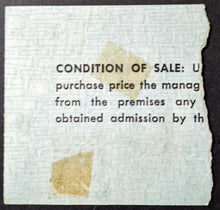 CONDITION OF SALE: U
purchase price the manag
from the premises any
obtained admission by th